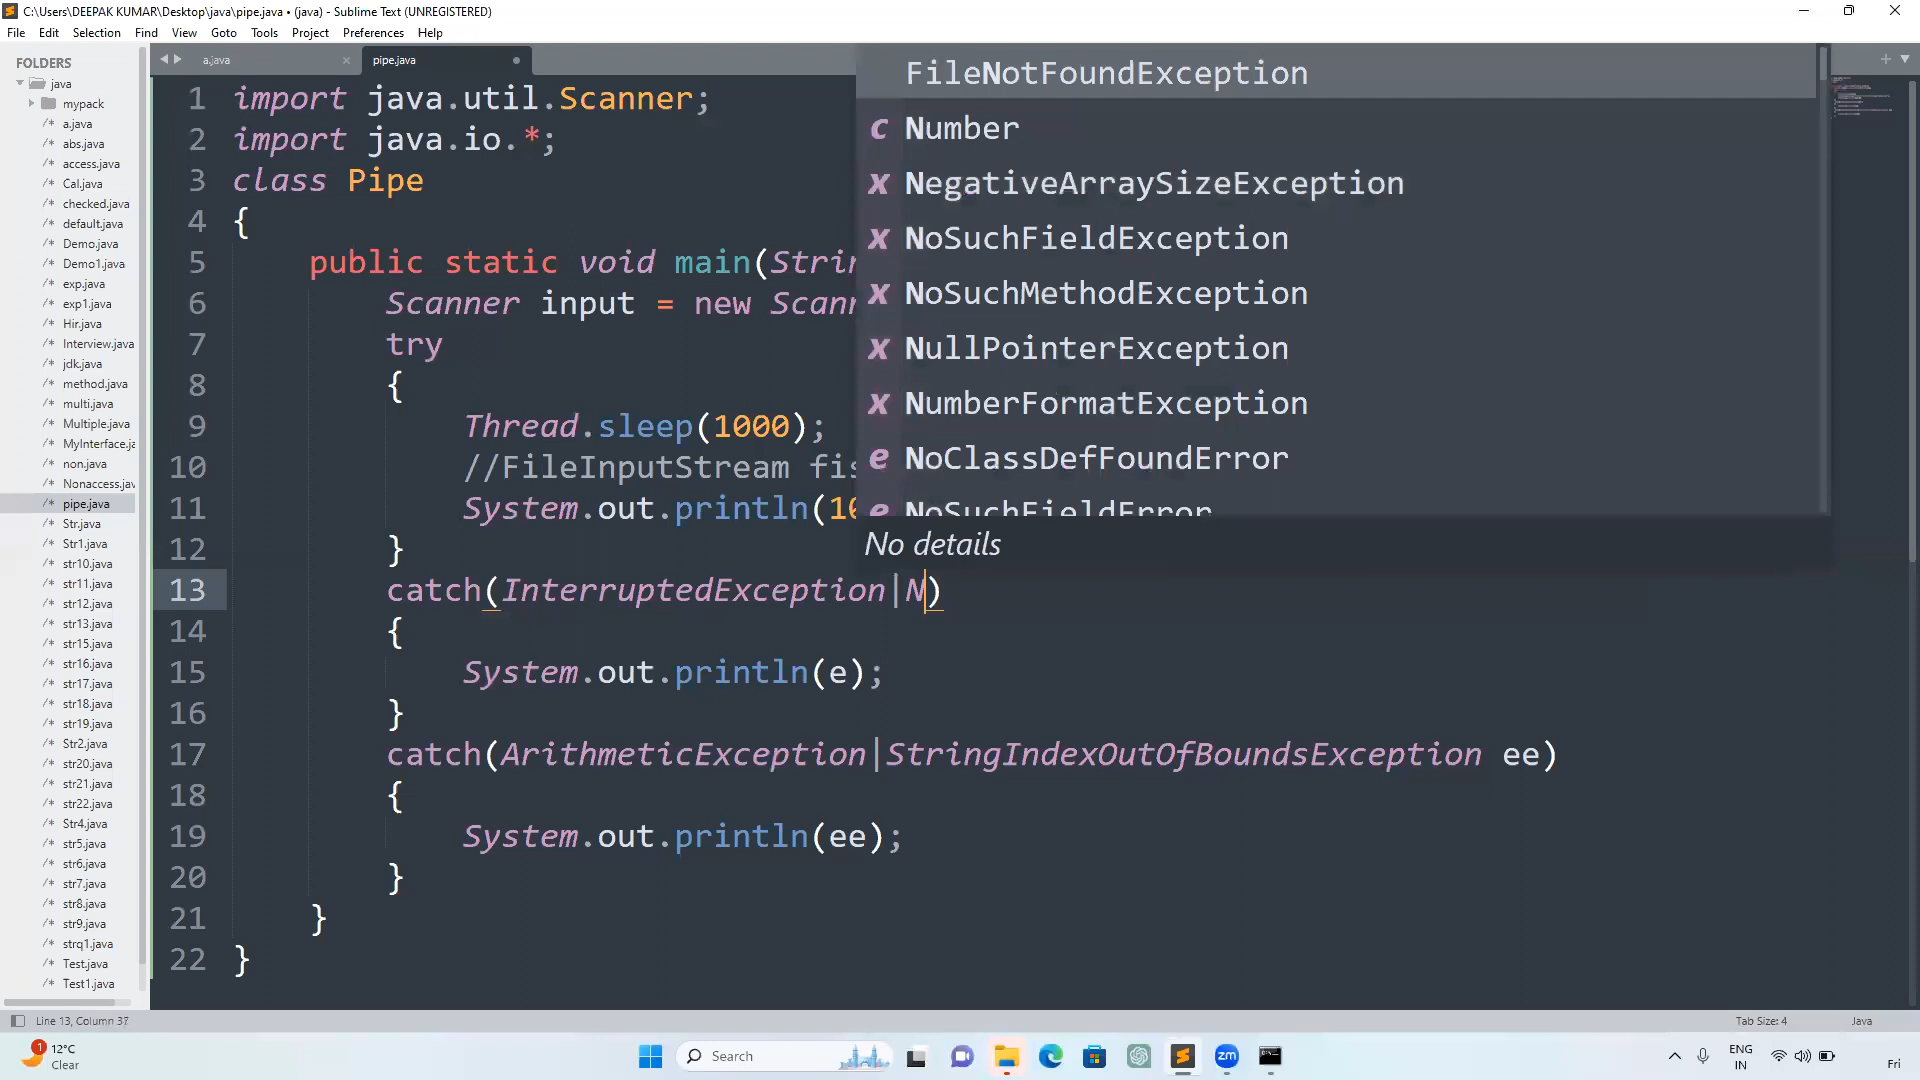 C:\Users\DEEPAK KUMAR\Desktop\java\pipe.java • (java) - Sublime Text (UNREGISTERED)
File Edit Selection Find View Goto Tools Project Preferences Help
FOLDERS
java
mypack
/* a.java
/* abs.java
/* access.java
/* Cal.java
/* checked.java
/* default.java
/* Demo.java
/* Demo1.java
/* exp.java
/* exp1.java
/* Hir.java
/* Interview.java
/* jdk.java
/* method.java
/* multi.java
/* Multiple.java
/* MyInterface.ja
/* non.java
/* Nonaccess.jav
/* pipe.java
/* Str.java
/* Str1.java
/* str10.java
/* str11.java
/* str12.java
/* str13.java
/* str15.java
/* str16.java
/* str17.java
/* str18.java
/* str19.java
/* Str2.java
/* str20.java
/* str21.java
/* str22.java
/* Str4.java
/* str5.java
/* str6.java
/* str7.java
/* str8.java
/* str9.java
/* strq1.java
/* Test.java
/* Test1.java
a.java
pipe.java
1 import java.util.Scanner;
2 import java.io.*;
3 class Pipe
4 {
5 public static void main(Strin
6 Scanner input = new Scann
7 try
8 {
9 Thread.sleep(1000);
10 //FileInputStream fis
11 System.out.println(10
12 }
13 catch(InterruptedException|N)
14 {
15 System.out.println(e);
16 }
17 catch(ArithmeticException|StringIndexOutOfBoundsException ee)
18 {
19 System.out.println(ee);
20 }
21 }
22 }
FileNotFoundException
c Number
x NegativeArraySizeException
x NoSuchFieldException
x NoSuchMethodException
x NullPointerException
x NumberFormatException
e NoClassDefFoundError
e NoSuchFieldError
No details
Line 13, Column 37
Tab Size: 4
Java
1
12°C
Clear
Search
zm
ENG
IN
Fri